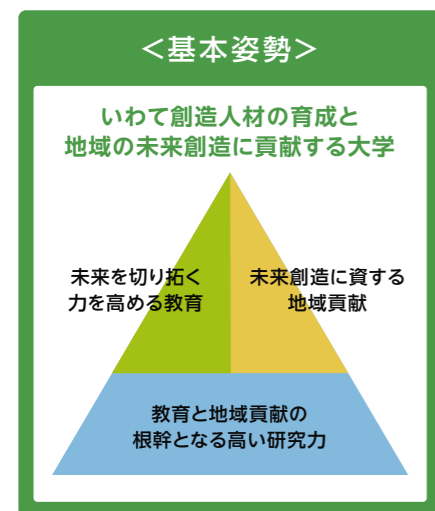 ＜基本姿勢＞
いわて創造人材の育成と
地域の未来創造に貢献する大学
未来を切り拓く
力を高める教育
未来創造に資する
地域貢献
教育と地域貢献の
根幹となる高い研究力